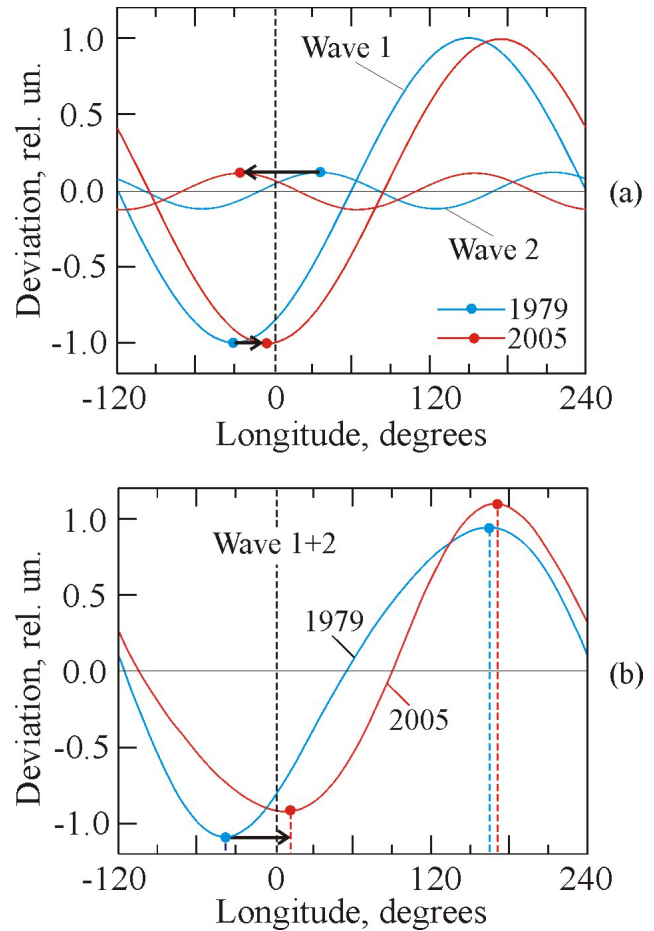 Deviation, rel. un.
1.0
0.5
0.0
-0.5
-1.0
Wave 1
Wave 2
1979
2005
-120
0
120
240
Longitude, degrees
(a)
Deviation, rel. un.
1.0
0.5
0.0
-0.5
-1.0
Wave 1+2
1979
2005
-120
0
120
240
Longitude, degrees
(b)